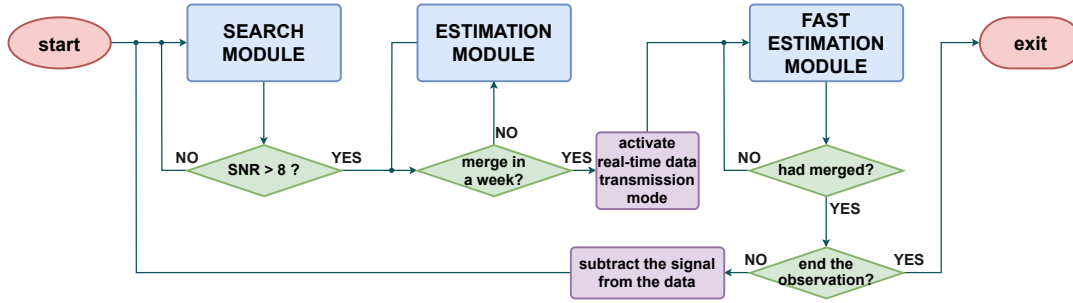 start
SEARCH
MODULE
ESTIMATION
MODULE
FAST
ESTIMATION
MODULE
exit
NO
SNR > 8 ?
YES
NO
merge in
a week?
YES
activate
real-time data
transmission
mode
NO
had merged?
YES
subtract the signal
from the data
NO
end the
observation?
YES